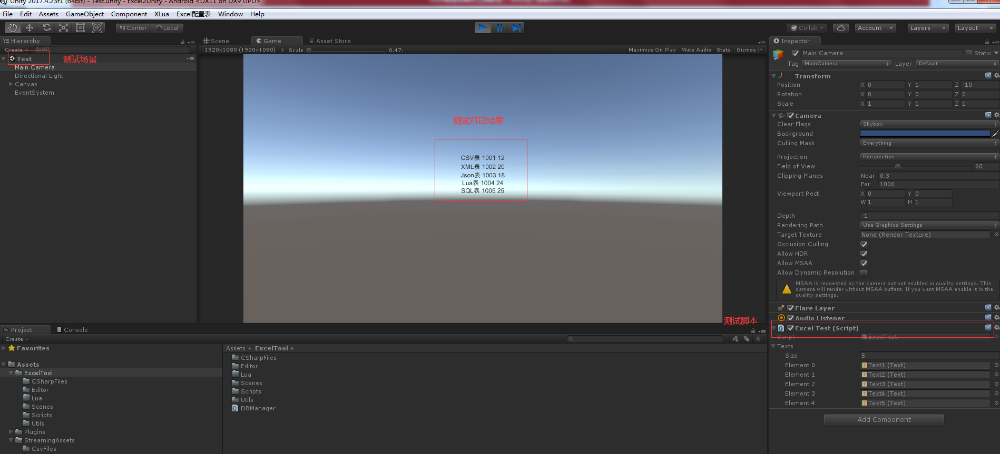 Unity 2017.4.23f1 (64bit) - Test.unity - Excel2Unity - Android <DX11 on DX9 GPU>
File Edit Assets GameObject Component XLua Excel配置表 Window Help
Center Local
Collab Account Layers Layout
Hierarchy
Create All
Test
测试场景
Main Camera
Directional Light
Canvas
EventSystem
Scene Game Asset Store
1920x1080 (1920x1080) Scale 0.47: Maximize On Play Mute Audio Stats Gizmos
测试打印结果
CSV表 1001 12
XML表 1002 20
Json表 1003 18
Lua表 1004 24
SQL表 1005 25
测试脚本
Inspector
Main Camera Static
Tag MainCamera Layer Default
Transform
Position X 0 Y 1 Z -10
Rotation X 0 Y 0 Z 0
Scale X 1 Y 1 Z 1
Camera
Clear Flags Skybox
Background
Culling Mask Everything
Projection Perspective
Field of View 60
Clipping Planes Near 0.3
Far 1000
Viewport Rect X 0 Y 0
W 1 H 1
Depth -1
Rendering Path Use Graphics Settings
Target Texture None (Render Texture)
Occlusion Culling
Allow HDR
Allow MSAA
Allow Dynamic Resolution
MSAA is requested by the camera but not enabled in quality settings. This
camera will render without MSAA buffers. If you want MSAA enable it in the
quality settings.
Flare Layer
Audio Listener
Excel Test (Script)
Script ExcelTest
Texts
Size 5
Element 0 Text1 (Text)
Element 1 Text2 (Text)
Element 2 Text3 (Text)
Element 3 Text4 (Text)
Element 4 Text5 (Text)
Add Component
Project Console
Create
Favorites
Assets
ExcelTool
CSharpFiles
Editor
Lua
Scenes
Scripts
Utils
Plugins
StreamingAssets
CsvFiles
Assets ExcelTool
CSharpFiles
Editor
Lua
Scenes
Scripts
Utils
DBManager